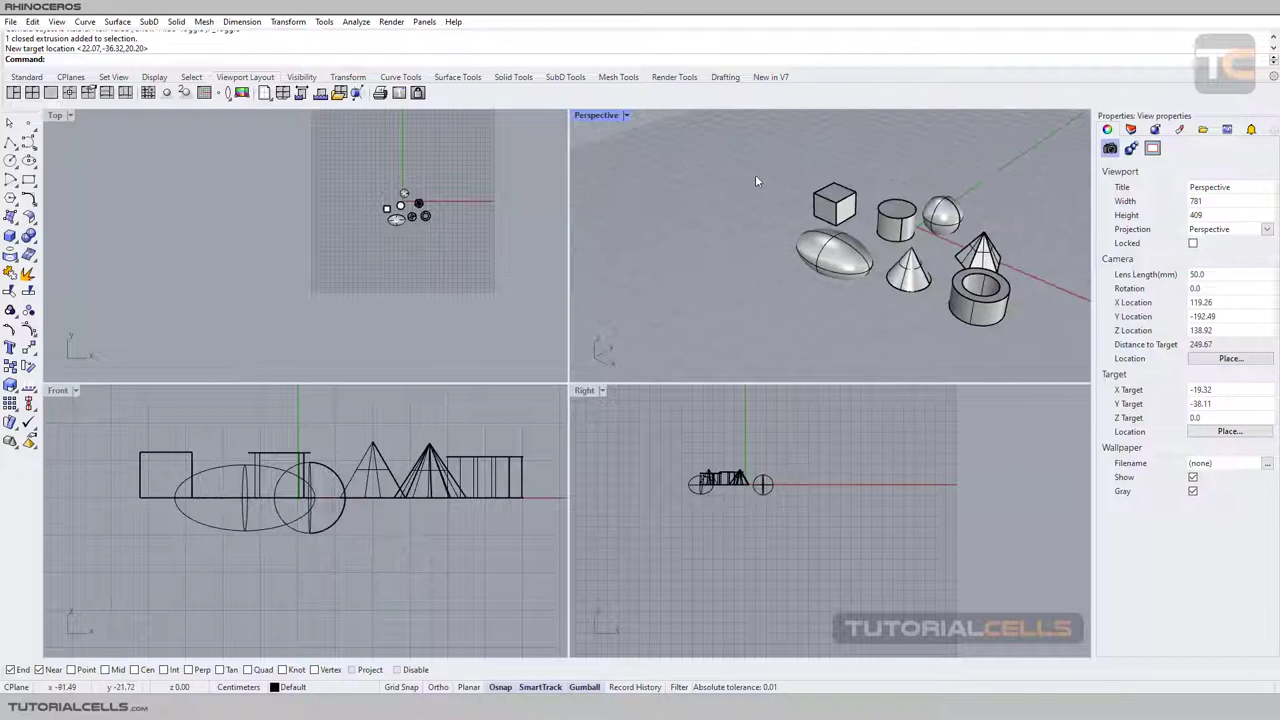 RHINOCEROS
File Edit View Curve Surface SubD Solid Mesh Dimension Transform Tools Analyze Render Panels Help
1 closed extrusion added to selection.
New target location <22.07,-36.32,20.20>
Command:
Standard CPlanes Set View Display Select Viewport Layout Visibility Transform Curve Tools Surface Tools Solid Tools SubD Tools Mesh Tools Render Tools Drafting New in V7
TC
Top
Perspective
Properties: View properties
Viewport
Title Perspective
Width 781
Height 409
Projection Perspective
Locked
Camera
Lens Length(mm) 50.0
Rotation 0.0
X Location 119.26
Y Location -192.49
Z Location 138.92
Distance to Target 249.67
Location Place...
Target
X Target -19.32
Y Target -38.11
Z Target 0.0
Location Place...
Wallpaper
Filename (none) ...
Show
Gray
y
x
Front
Right
z
x
TUTORIALCELLS
End Near Point Mid Cen Int Perp Tan Quad Knot Vertex Project Disable
CPlane x -81.49 y -21.72 z 0.00 Centimeters Default Grid Snap Ortho Planar Osnap SmartTrack Gumball Record History Filter Absolute tolerance: 0.01
TUTORIALCELLS.com